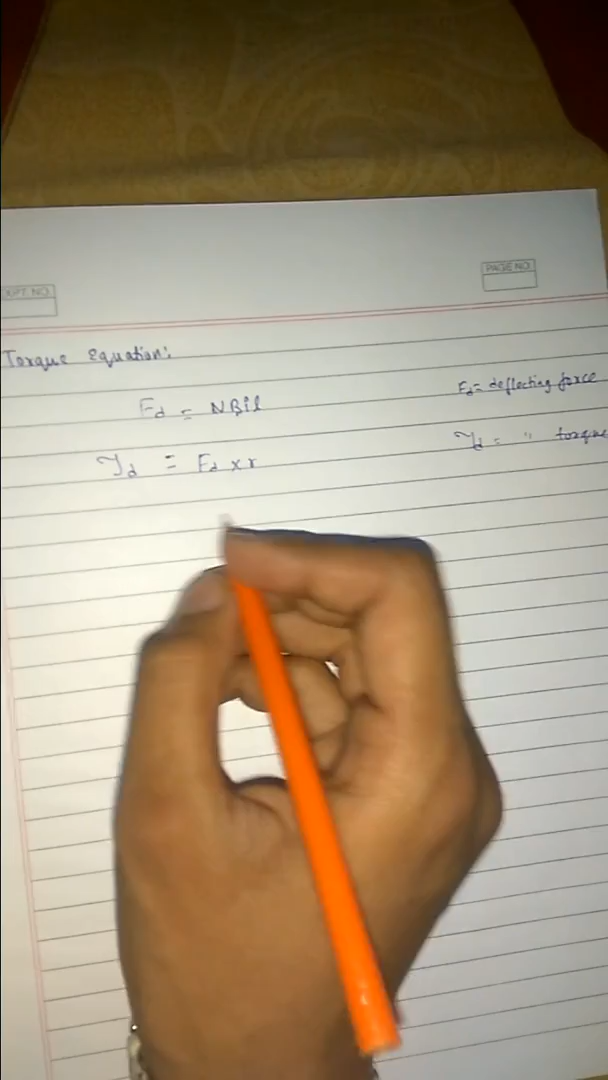 EXPT. NO.
PAGE NO.
Torque Equation:
Fd = NBil
Fd = deflecting force
Td = Fd x r
Td = " torque